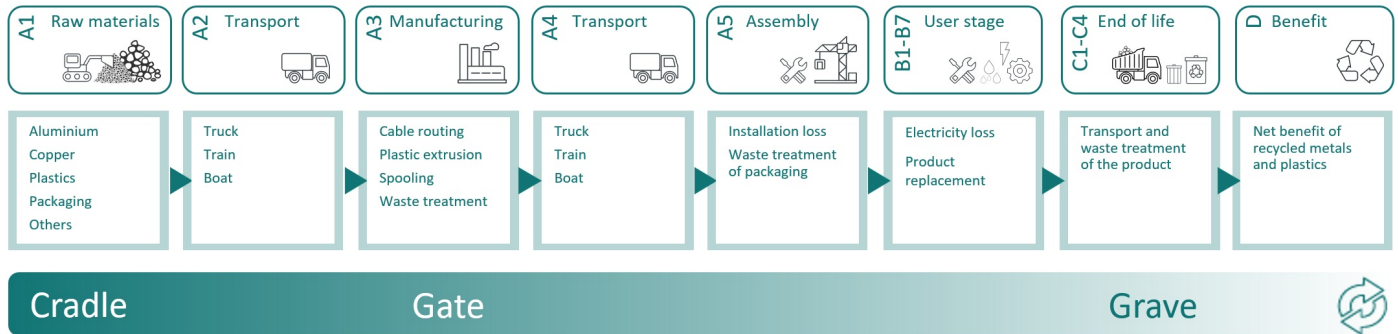 A1 Raw materials
A2 Transport
A3 Manufacturing
A4 Transport
A5 Assembly
B1-B7 User stage
C1-C4 End of life
D Benefit
Aluminium
Copper
Plastics
Packaging
Others
Truck
Train
Boat
Cable routing
Plastic extrusion
Spooling
Waste treatment
Truck
Train
Boat
Installation loss
Waste treatment
of packaging
Electricity loss
Product
replacement
Transport and
waste treatment
of the product
Net benefit of
recycled metals
and plastics
Cradle
Gate
Grave